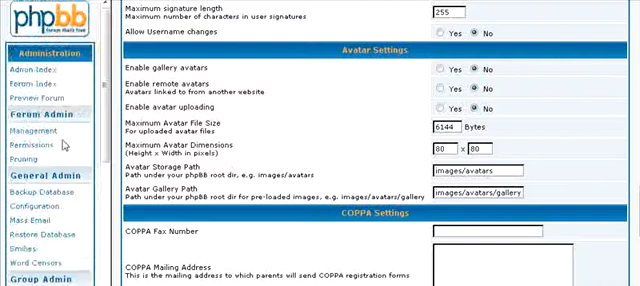 phpBB
forum that's free
Administration
Admin Index
Forum Index
Preview Forum
Forum Admin
Management
Permissions
Pruning
General Admin
Backup Database
Configuration
Mass Email
Restore Database
Smilies
Word Censors
Group Admin
Maximum signature length
Maximum number of characters in user signatures
255
Allow Username changes
Yes No
Avatar Settings
Enable gallery avatars
Yes No
Enable remote avatars
Avatars linked to from another website
Yes No
Enable avatar uploading
Yes No
Maximum Avatar File Size
For uploaded avatar files
6144 Bytes
Maximum Avatar Dimensions
(Height x Width in pixels)
80 x 80
Avatar Storage Path
Path under your phpBB root dir, e.g. images/avatars
images/avatars
Avatar Gallery Path
Path under your phpBB root dir for pre-loaded images, e.g. images/avatars/gallery
images/avatars/gallery
COPPA Settings
COPPA Fax Number
COPPA Mailing Address
This is the mailing address to which parents will send COPPA registration forms